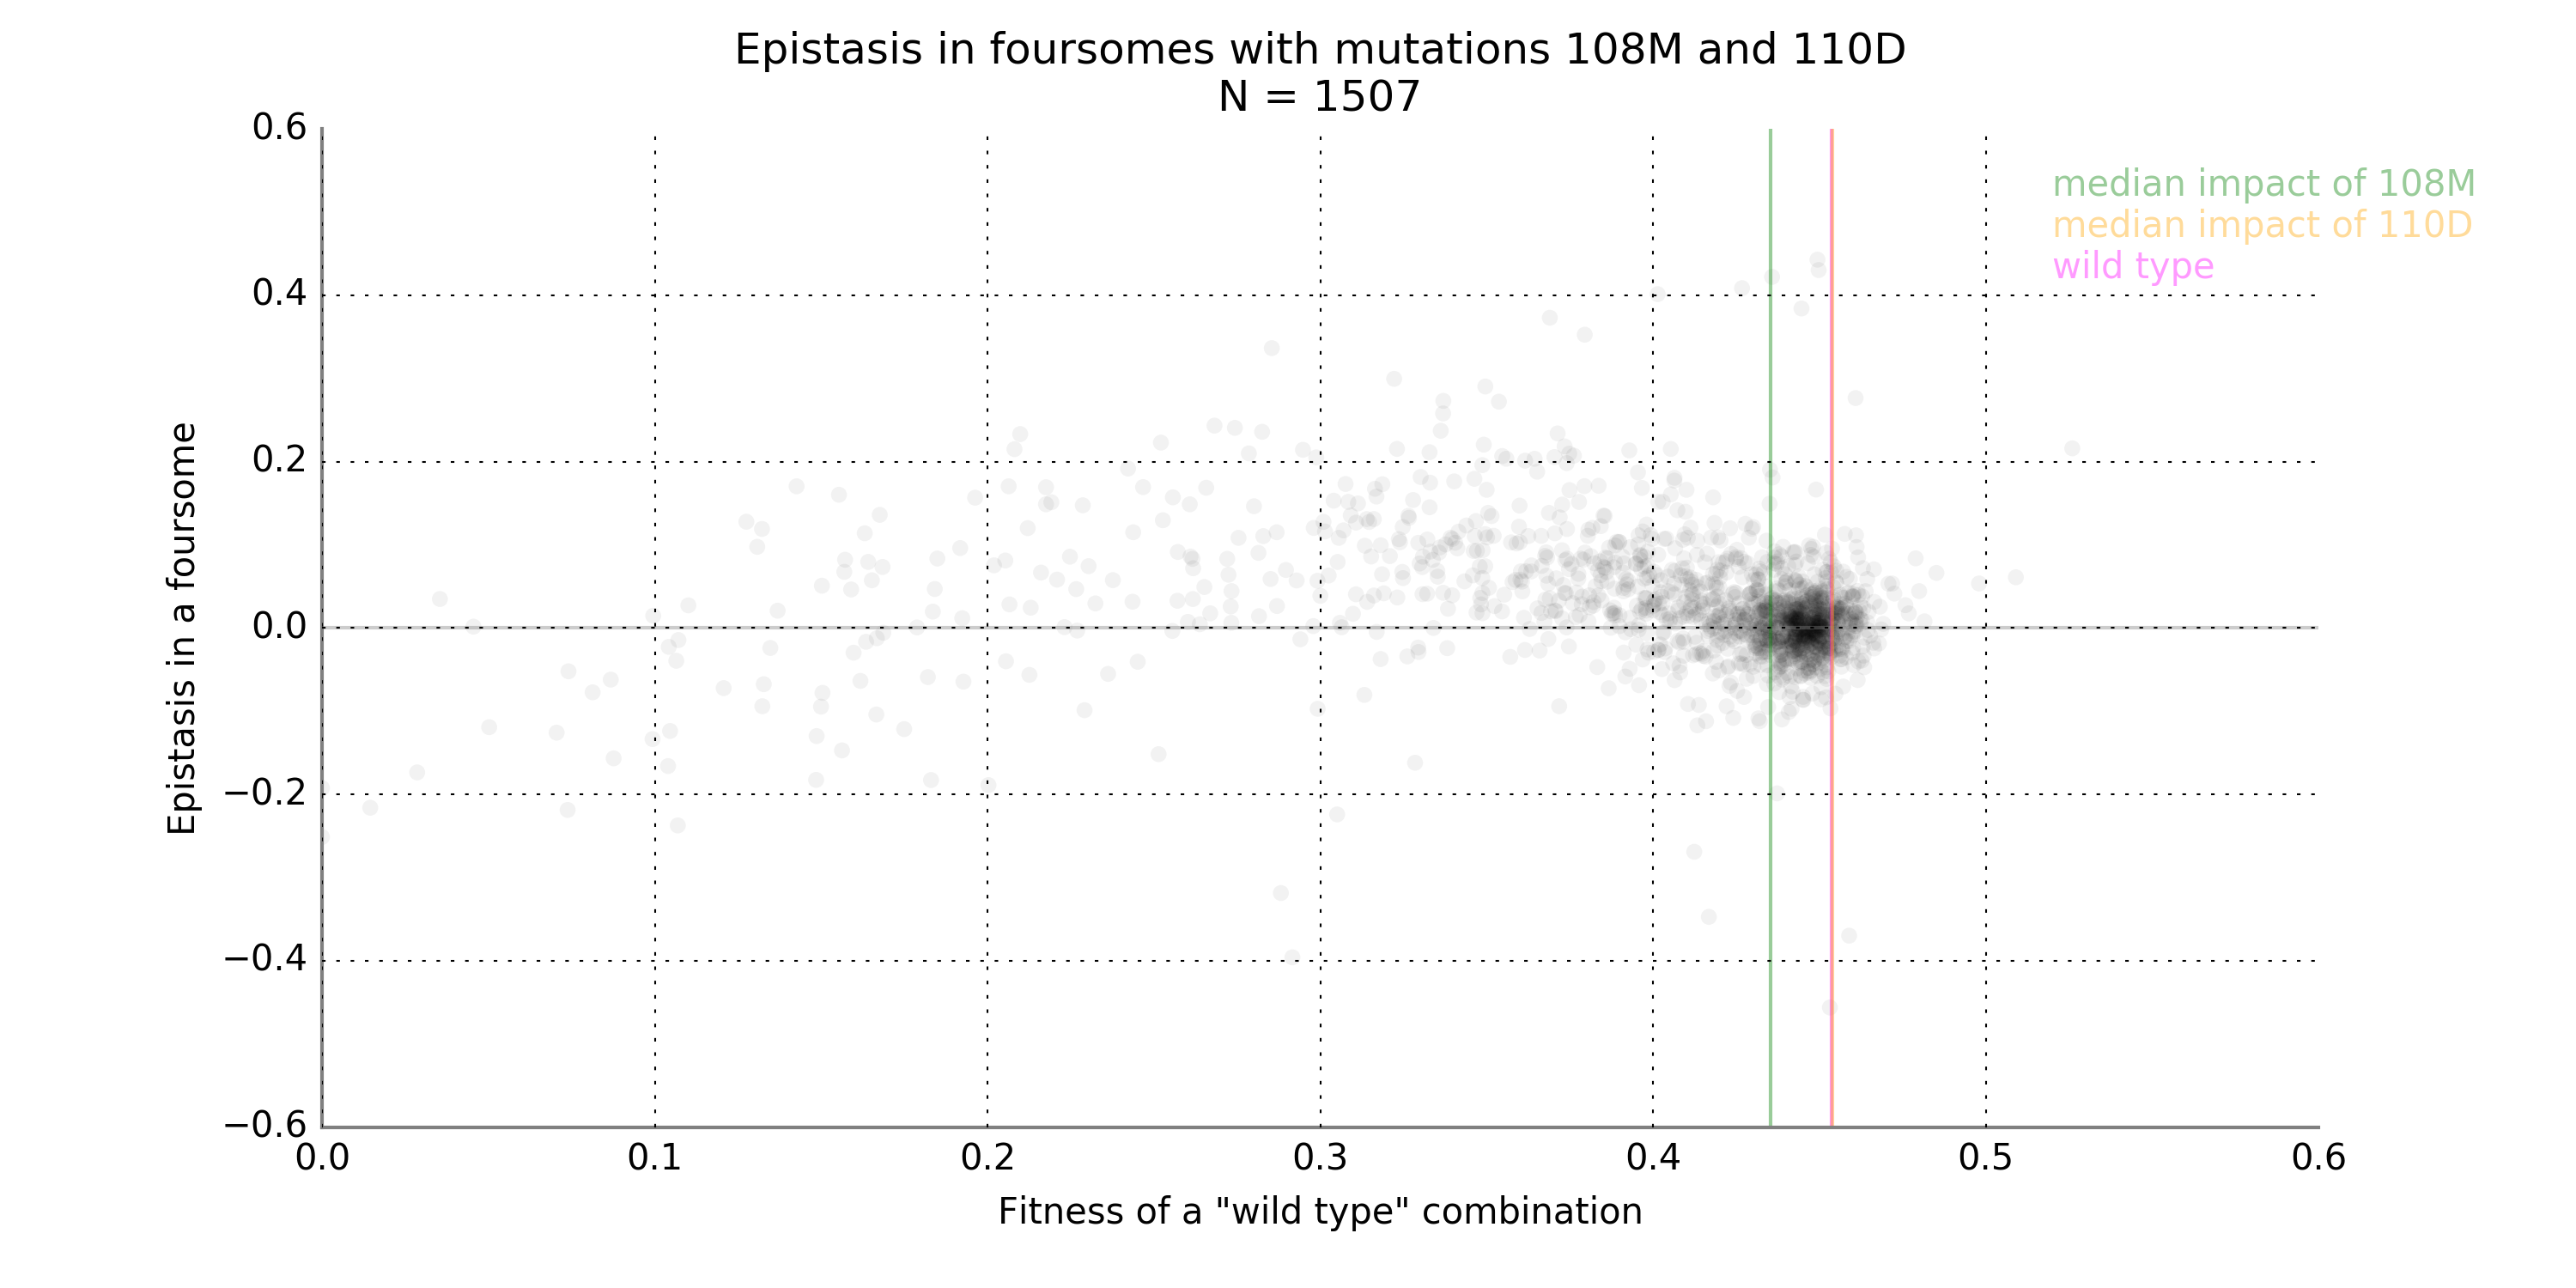 Epistasis in foursomes with mutations 108M and 110D
N = 1507
0.6
0.4
0.2
0.0
−0.2
−0.4
−0.6
Epistasis in a foursome
median impact of 108M
median impact of 110D
wild type
0.0 0.1 0.2 0.3 0.4 0.5 0.6
Fitness of a "wild type" combination